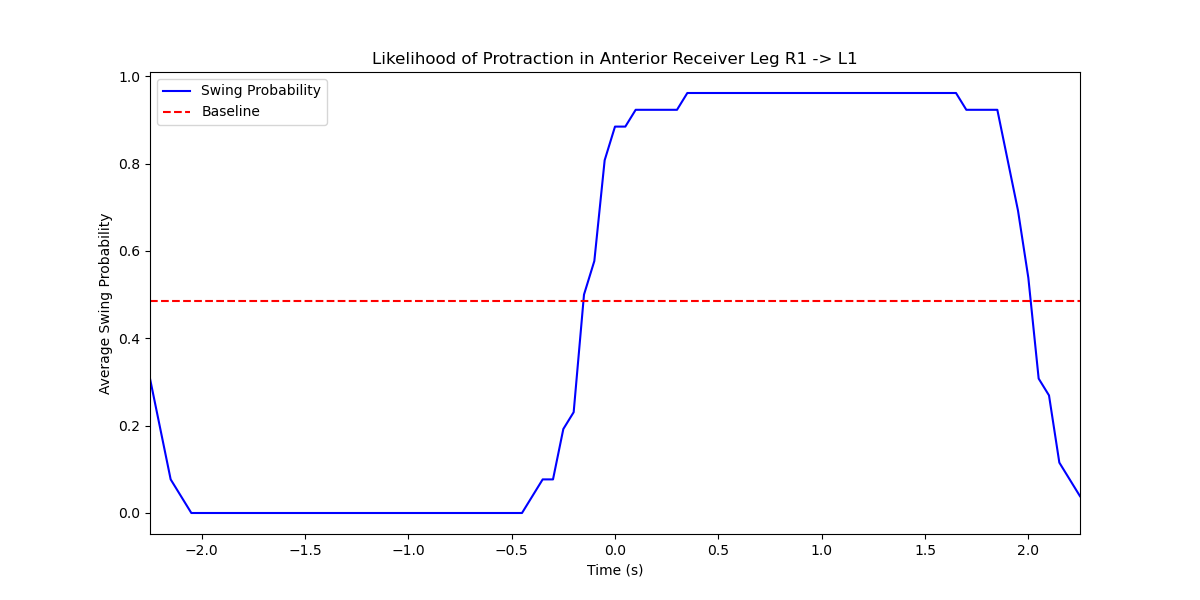 Likelihood of Protraction in Anterior Receiver Leg R1 -> L1
Swing Probability
Baseline
Average Swing Probability
1.0
0.8
0.6
0.4
0.2
0.0
−2.0 −1.5 −1.0 −0.5 0.0 0.5 1.0 1.5 2.0
Time (s)